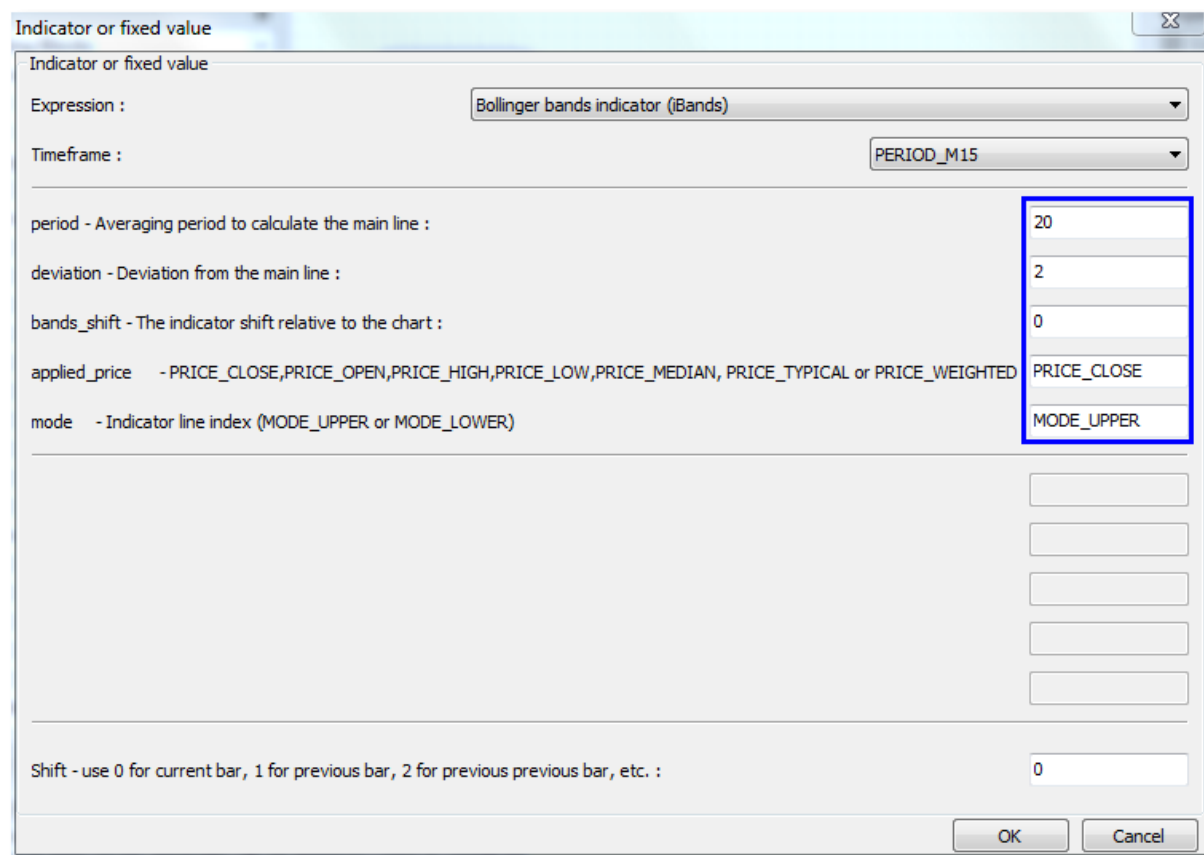 Indicator or fixed value
Indicator or fixed value
Expression : Bollinger bands indicator (iBands)
Timeframe : PERIOD_M15
period - Averaging period to calculate the main line : 20
deviation - Deviation from the main line : 2
bands_shift - The indicator shift relative to the chart : 0
applied_price - PRICE_CLOSE,PRICE_OPEN,PRICE_HIGH,PRICE_LOW,PRICE_MEDIAN, PRICE_TYPICAL or PRICE_WEIGHTED PRICE_CLOSE
mode - Indicator line index (MODE_UPPER or MODE_LOWER) MODE_UPPER
Shift - use 0 for current bar, 1 for previous bar, 2 for previous previous bar, etc. : 0
OK Cancel